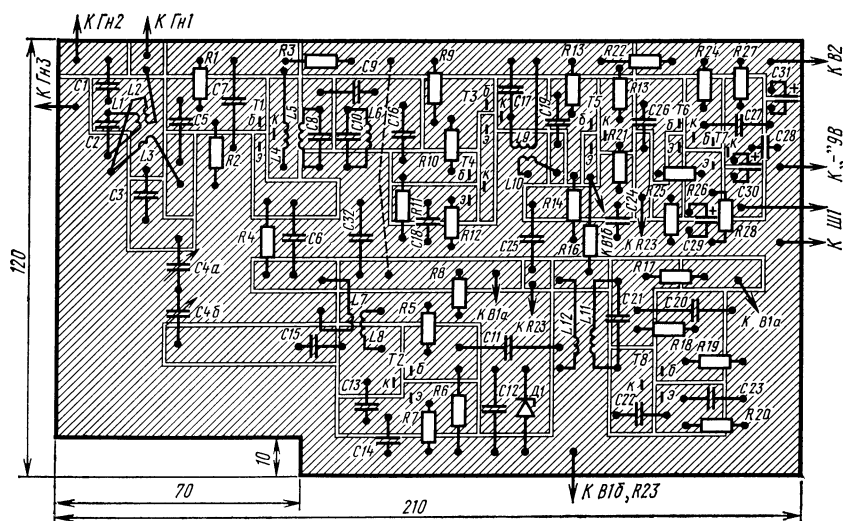 К Гн2
К Гн1
К Гн3
К В2
К „-”9В
К Ш1
120
C1
L1
L2
C2
L3
C3
C5
R1
C7
R2
T1
б
К
Э
R3
L4
L5
C8
C9
C10
L6
C16
R9
R10
T3
б
К
Э
T4
б
К
Э
C17
L9
C19
L10
R13
R22
T5
б
К
Э
R13
R21
C26
T6
б
К
Э
R24
R27
C31
C27
T7
б
К
Э
C28
C30
R4
C6
C32
R11
C18
R12
C25
R14
R16
К В1б
C24
К R23
R25
R26
C29
R28
C4а
C4б
L7
L8
C15
R5
R8
К В1а
К R23
C11
L12
L11
C21
R17
C20
R18
R19
К В1а
T2
б
К
Э
C13
C14
R7
R6
C12
Д1
T8
б
К
Э
C22
C23
R20
10
70
210
К В1б, R23